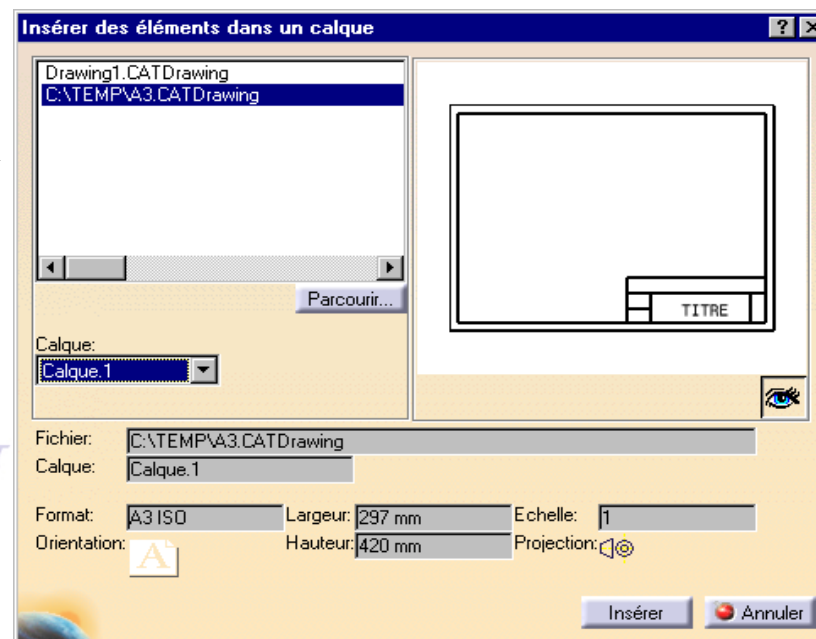 Insérer des éléments dans un calque
Drawing1.CATDrawing
C:\TEMP\A3.CATDrawing
Parcourir...
Calque:
Calque.1
TITRE
Fichier: C:\TEMP\A3.CATDrawing
Calque: Calque.1
Format: A3 ISO Largeur: 297 mm Echelle: 1
Orientation: A Hauteur: 420 mm Projection:
Insérer Annuler